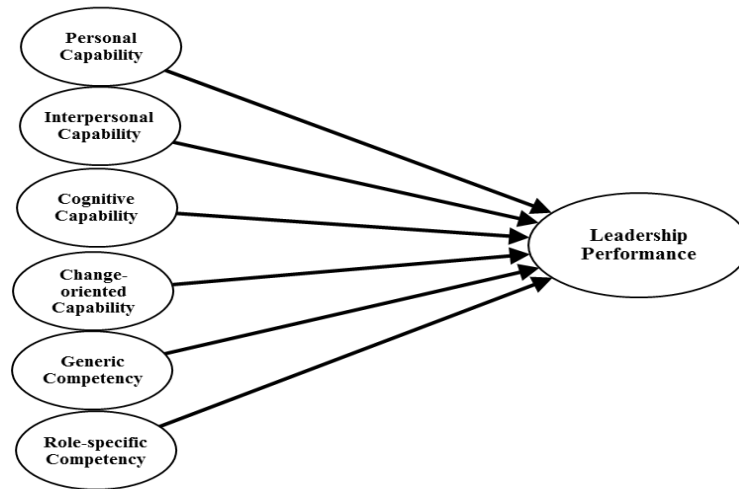 Personal
Capability
Interpersonal
Capability
Cognitive
Capability
Change-
oriented
Capability
Generic
Competency
Role-specific
Competency
Leadership
Performance